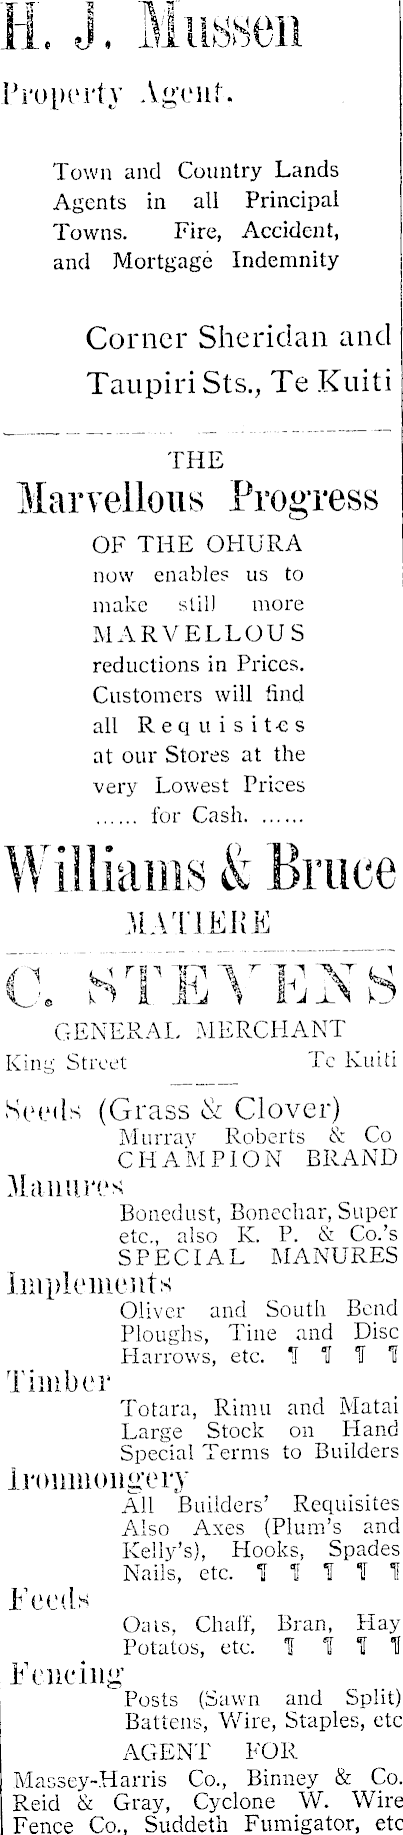 H. J. Mussen
Property Agent.
Town and Country Lands
Agents in all Principal
Towns. Fire, Accident,
and Mortgage Indemnity
Corner Sheridan and
Taupiri Sts., Te Kuiti
THE
Marvellous Progress
OF THE OHURA
now enables us to
make still more
MARVELLOUS
reductions in Prices.
Customers will find
all Requisites
at our Stores at the
very Lowest Prices
...... for Cash. ......
Williams & Bruce
MATIERE
C. STEVENS
GENERAL MERCHANT
King Street Te Kuiti
Seeds (Grass & Clover)
Murray Roberts & Co
CHAMPION BRAND
Manures
Bonedust, Bonechar, Super
etc., also K. P. & Co.'s
SPECIAL MANURES
Implements
Oliver and South Bend
Ploughs, Tine and Disc
Harrows, etc. ¶ ¶ ¶ ¶
Timber
Totara, Rimu and Matai
Large Stock on Hand
Special Terms to Builders
Ironmongery
All Builders' Requisites
Also Axes (Plum's and
Kelly's), Hooks, Spades
Nails, etc. ¶ ¶ ¶ ¶ ¶
Feeds
Oats, Chaff, Bran, Hay
Potatos, etc. ¶ ¶ ¶ ¶
Fencing
Posts (Sawn and Split)
Battens, Wire, Staples, etc
AGENT FOR
Massey-Harris Co., Binney & Co.
Reid & Gray, Cyclone W. Wire
Fence Co., Suddeth Fumigator, etc